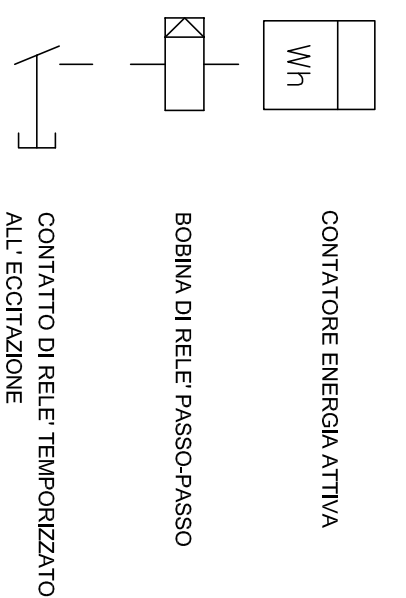 Wh
CONTATORE ENERGIA ATTIVA
BOBINA DI RELE' PASSO-PASSO
CONTATTO DI RELE' TEMPORIZZATO
ALL' ECCITAZIONE